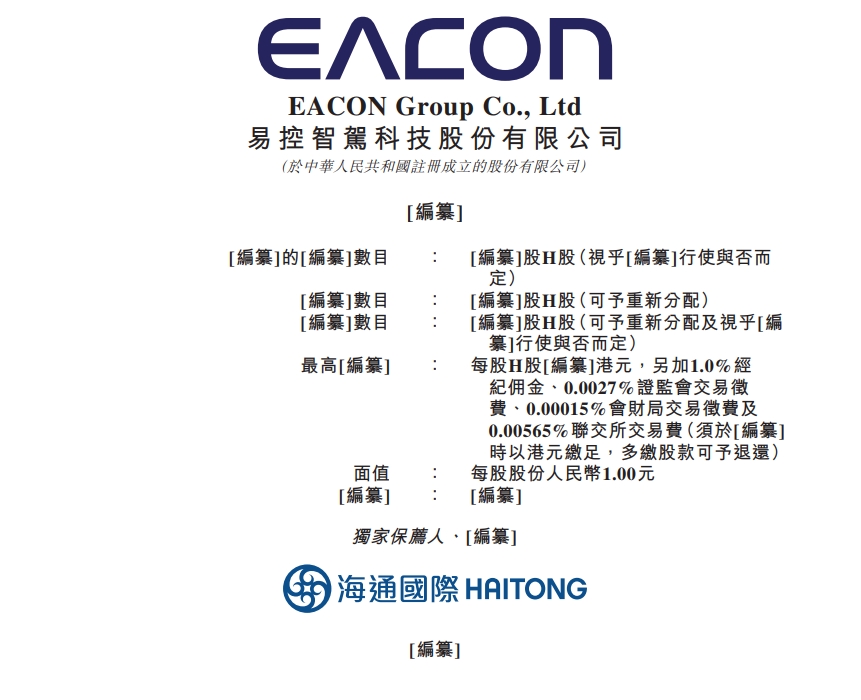 EACON
EACON Group Co., Ltd
易控智駕科技股份有限公司
(於中華人民共和國註冊成立的股份有限公司)
[編纂]
[編纂]的[編纂]數目 : [編纂]股H股(視乎[編纂]行使與否而
定)
[編纂]數目 : [編纂]股H股(可予重新分配)
[編纂]數目 : [編纂]股H股(可予重新分配及視乎[編
纂]行使與否而定)
最高[編纂] : 每股H股[編纂]港元，另加1.0%經
紀佣金、0.0027%證監會交易徵
費、0.00015%會財局交易徵費及
0.00565%聯交所交易費(須於[編纂]
時以港元繳足，多繳股款可予退還)
面值 : 每股股份人民幣1.00元
[編纂] : [編纂]
獨家保薦人、[編纂]
海通國際 HAITONG
[編纂]